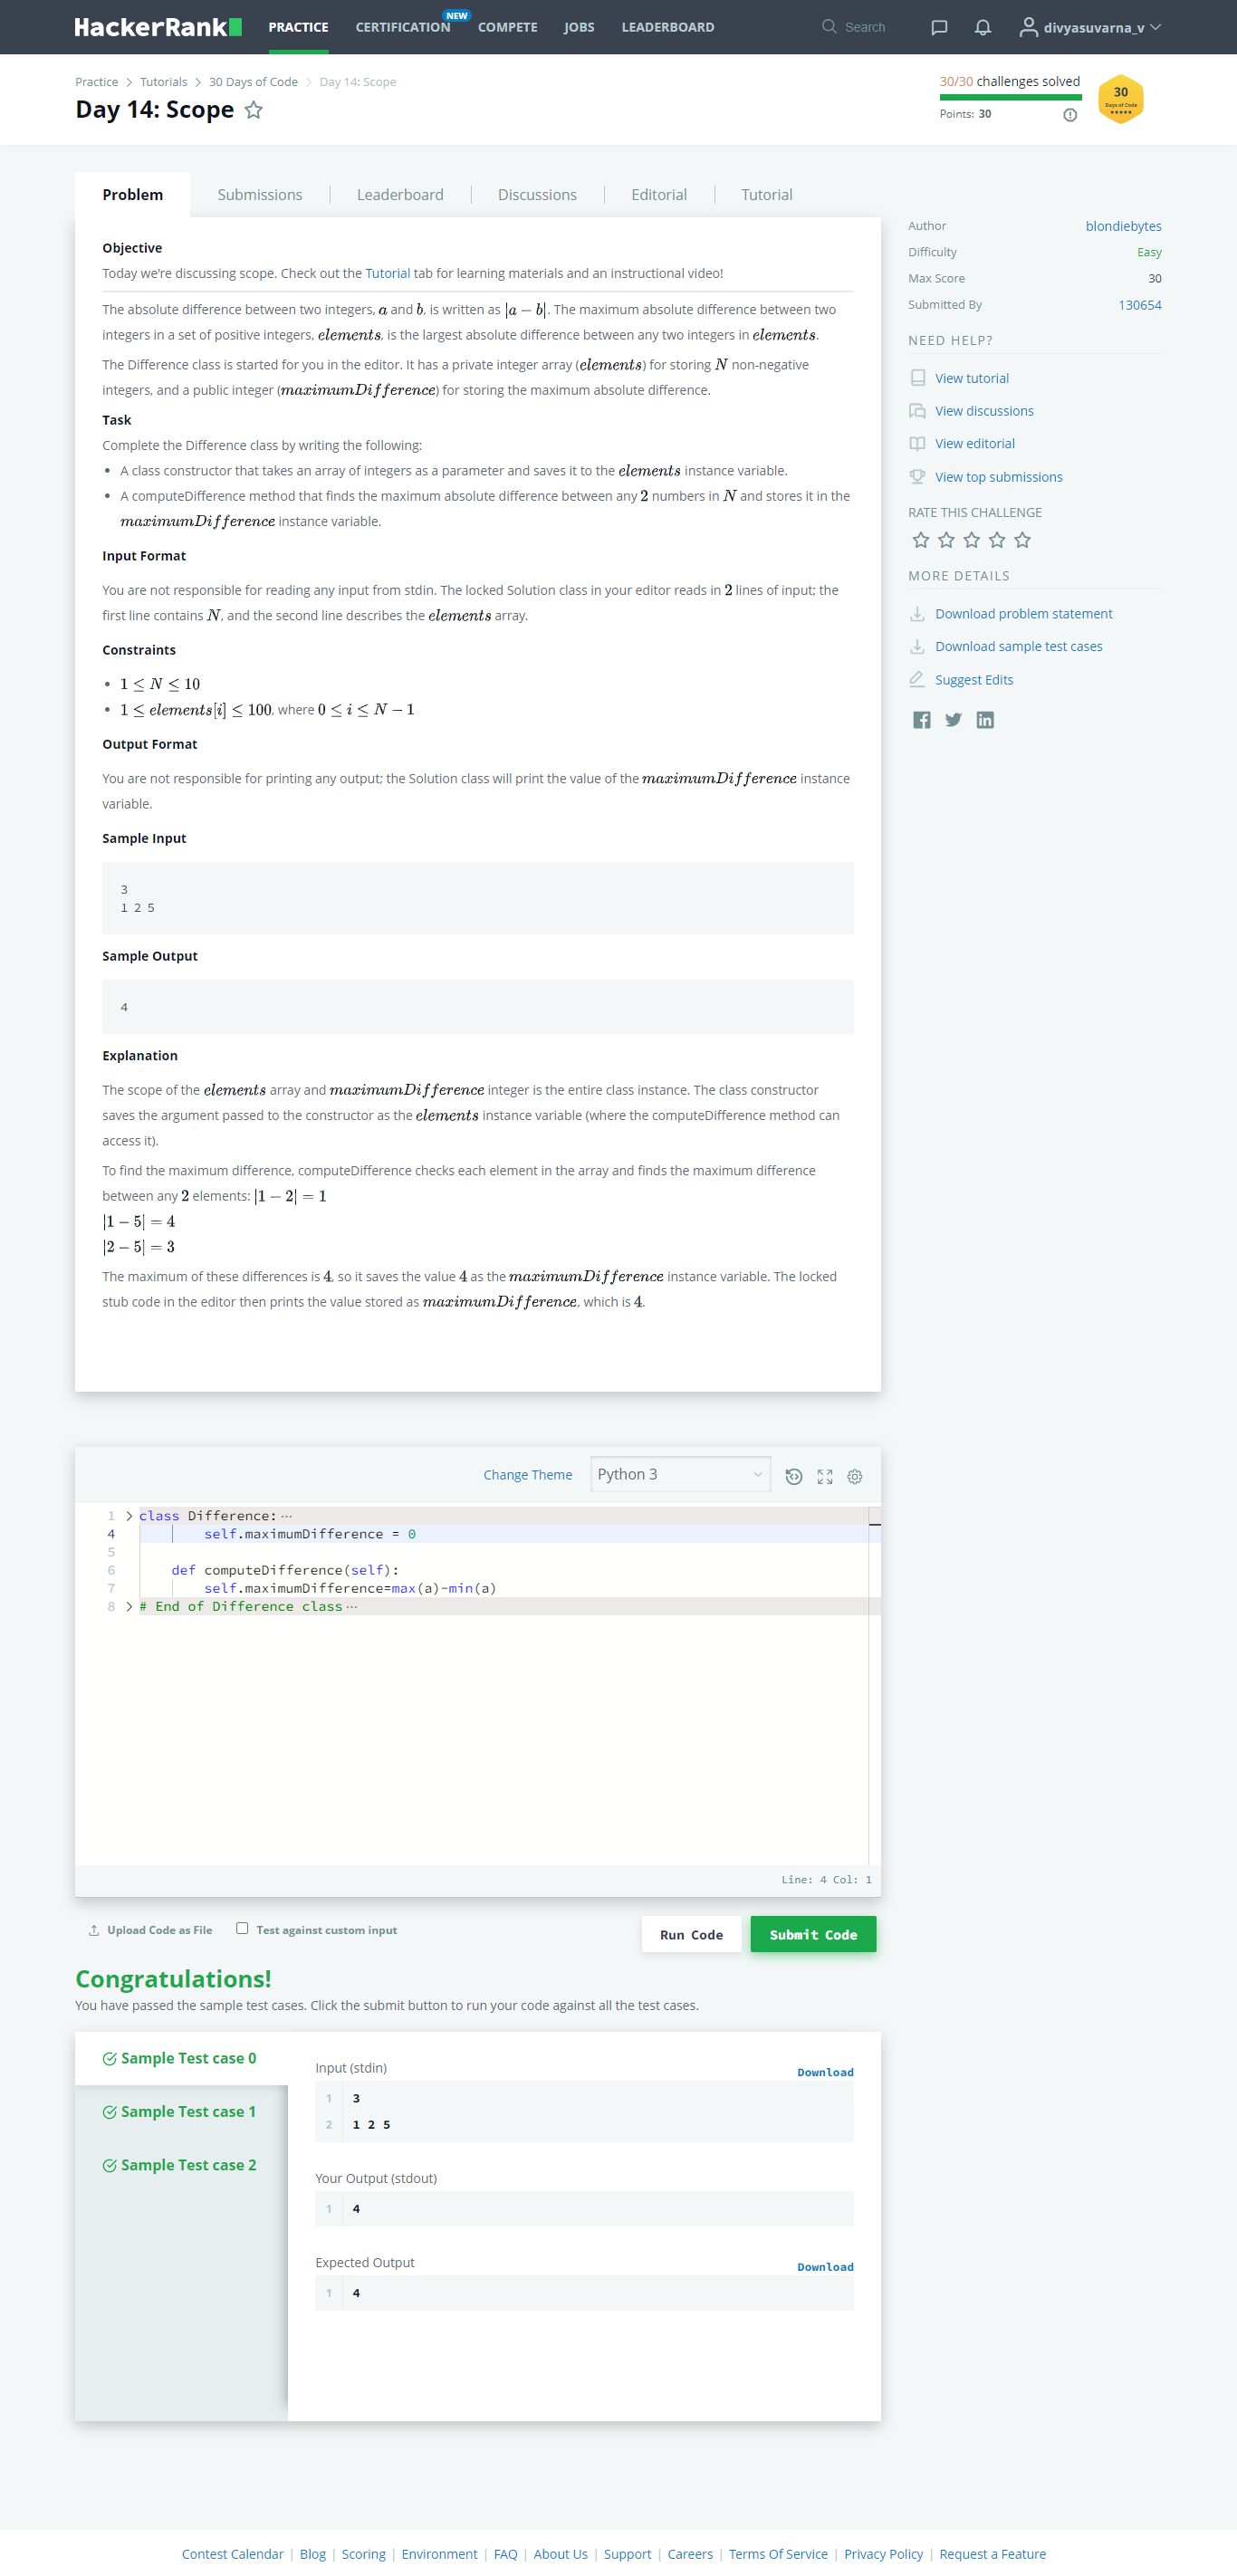 HackerRank
PRACTICE
CERTIFICATION
NEW
COMPETE
JOBS
LEADERBOARD
Search
divyasuvarna_v
Practice > Tutorials > 30 Days of Code > Day 14: Scope
Day 14: Scope
30/30 challenges solved
Points: 30
30
Days of Code
Problem
Submissions
Leaderboard
Discussions
Editorial
Tutorial
Objective
Today we're discussing scope. Check out the Tutorial tab for learning materials and an instructional video!
The absolute difference between two integers, a and b, is written as |a − b|. The maximum absolute difference between two
integers in a set of positive integers, elements, is the largest absolute difference between any two integers in elements.
The Difference class is started for you in the editor. It has a private integer array (elements) for storing N non-negative
integers, and a public integer (maximumDifference) for storing the maximum absolute difference.
Task
Complete the Difference class by writing the following:
• A class constructor that takes an array of integers as a parameter and saves it to the elements instance variable.
• A computeDifference method that finds the maximum absolute difference between any 2 numbers in N and stores it in the
maximumDifference instance variable.
Input Format
You are not responsible for reading any input from stdin. The locked Solution class in your editor reads in 2 lines of input; the
first line contains N, and the second line describes the elements array.
Constraints
• 1 ≤ N ≤ 10
• 1 ≤ elements[i] ≤ 100, where 0 ≤ i ≤ N − 1
Output Format
You are not responsible for printing any output; the Solution class will print the value of the maximumDifference instance
variable.
Sample Input
3
1 2 5
Sample Output
4
Explanation
The scope of the elements array and maximumDifference integer is the entire class instance. The class constructor
saves the argument passed to the constructor as the elements instance variable (where the computeDifference method can
access it).
To find the maximum difference, computeDifference checks each element in the array and finds the maximum difference
between any 2 elements: |1 − 2| = 1
|1 − 5| = 4
|2 − 5| = 3
The maximum of these differences is 4, so it saves the value 4 as the maximumDifference instance variable. The locked
stub code in the editor then prints the value stored as maximumDifference, which is 4.
Author blondiebytes
Difficulty Easy
Max Score 30
Submitted By 130654
NEED HELP?
View tutorial
View discussions
View editorial
View top submissions
RATE THIS CHALLENGE
MORE DETAILS
Download problem statement
Download sample test cases
Suggest Edits
Change Theme
Python 3
1 class Difference: ···
4 self.maximumDifference = 0
5
6 def computeDifference(self):
7 self.maximumDifference=max(a)-min(a)
8 # End of Difference class ···
Line: 4 Col: 1
Upload Code as File
Test against custom input
Run Code
Submit Code
Congratulations!
You have passed the sample test cases. Click the submit button to run your code against all the test cases.
Sample Test case 0
Sample Test case 1
Sample Test case 2
Input (stdin)
Download
1 3
2 1 2 5
Your Output (stdout)
1 4
Expected Output
Download
1 4
Contest Calendar | Blog | Scoring | Environment | FAQ | About Us | Support | Careers | Terms Of Service | Privacy Policy | Request a Feature